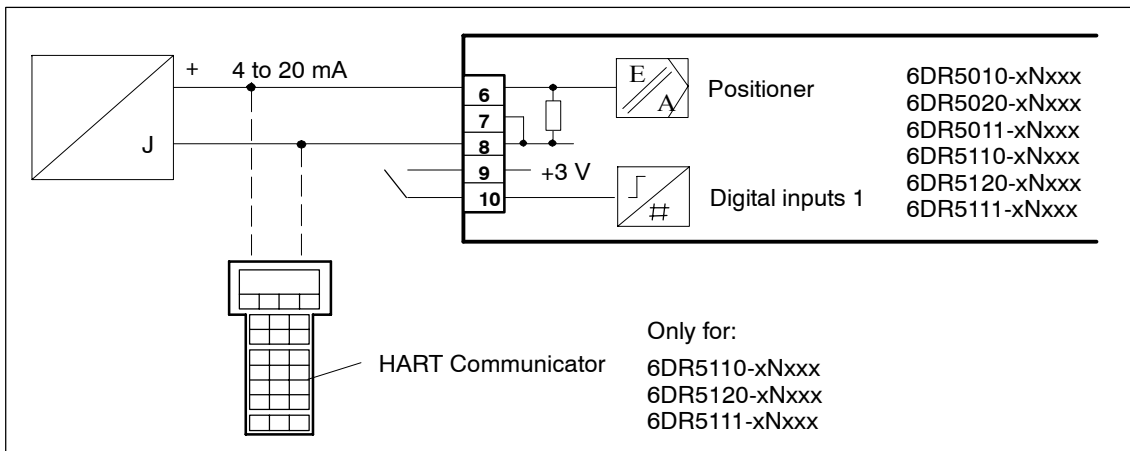 + 4 to 20 mA
J
6
7
8
9
10
+3 V
E
A
Positioner
#
Digital inputs 1
6DR5010-xNxxx
6DR5020-xNxxx
6DR5011-xNxxx
6DR5110-xNxxx
6DR5120-xNxxx
6DR5111-xNxxx
HART Communicator
Only for:
6DR5110-xNxxx
6DR5120-xNxxx
6DR5111-xNxxx